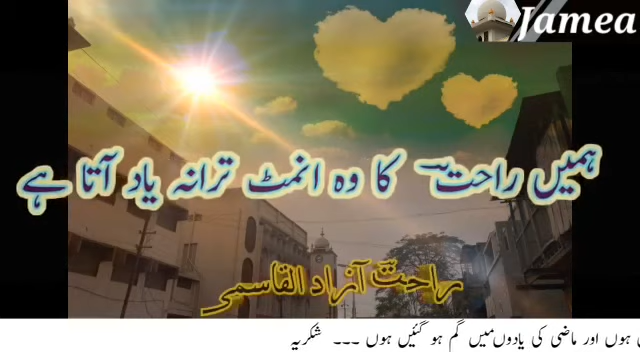 Jamea
ہمیں راحتؔ کا وہ انمٹ ترانہ یاد آتا ہے
راحتؔ آزاد القاسمی
ہوں اور ماضی کی یادوں میں گم ہو گئیں ہوں ۔۔۔ شکریہ